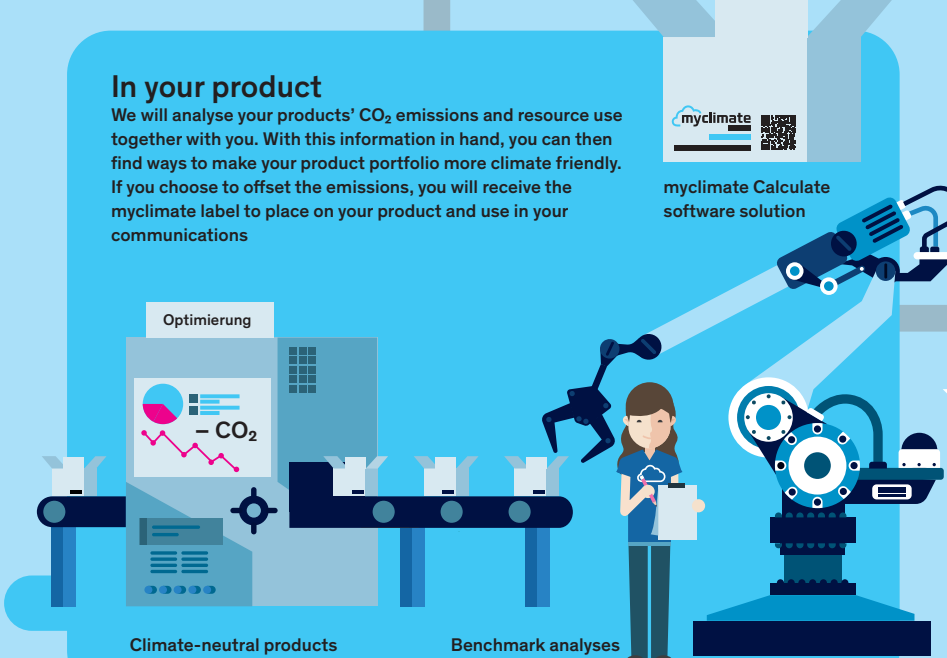 In your product
We will analyse your products' CO₂ emissions and resource use
together with you. With this information in hand, you can then
find ways to make your product portfolio more climate friendly.
If you choose to offset the emissions, you will receive the
myclimate label to place on your product and use in your
communications
myclimate
myclimate Calculate
software solution
Optimierung
– CO₂
Climate-neutral products
Benchmark analyses